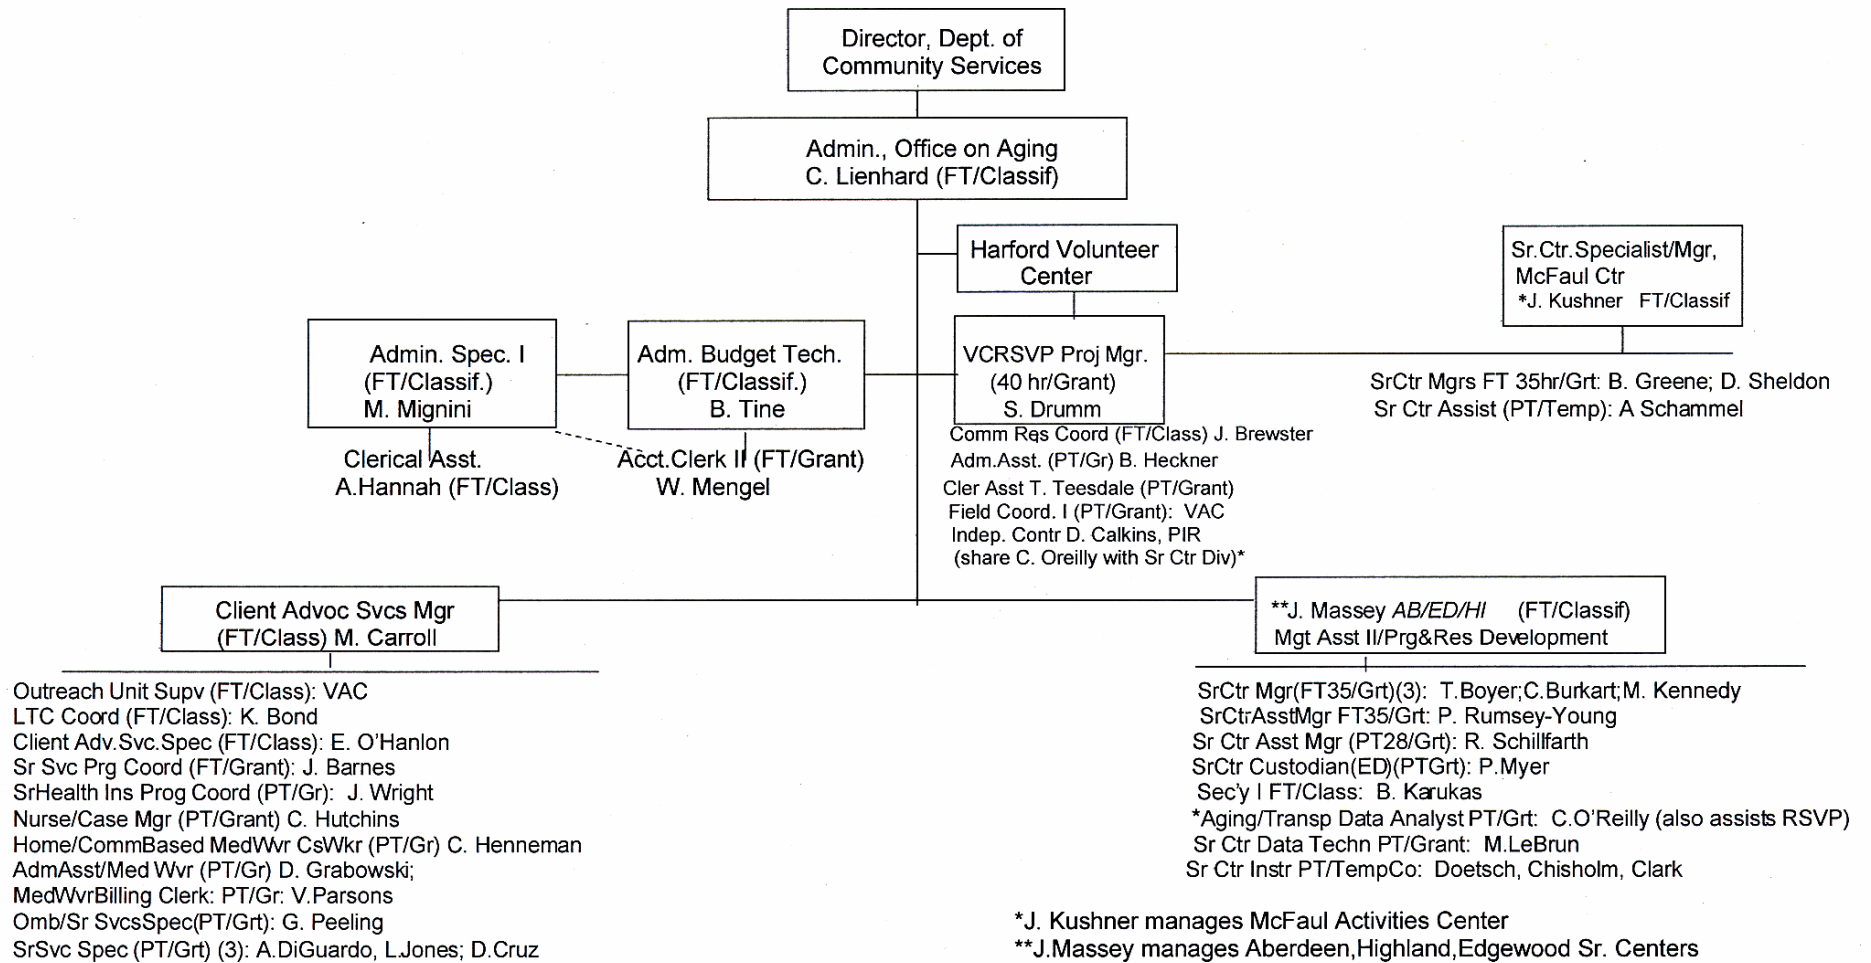 Director, Dept. of
Community Services
Admin., Office on Aging
C. Lienhard (FT/Classif)
Harford Volunteer
Center
Sr.Ctr.Specialist/Mgr,
McFaul Ctr
*J. Kushner FT/Classif
Admin. Spec. I
(FT/Classif.)
M. Mignini
Adm. Budget Tech.
(FT/Classif.)
B. Tine
VCRSVP Proj Mgr.
(40 hr/Grant)
S. Drumm
SrCtr Mgrs FT 35hr/Grt: B. Greene; D. Sheldon
Sr Ctr Assist (PT/Temp): A Schammel
Clerical Asst.
A.Hannah (FT/Class)
Acct.Clerk II (FT/Grant)
W. Mengel
Comm Res Coord (FT/Class) J. Brewster
Adm.Asst. (PT/Gr) B. Heckner
Cler Asst T. Teesdale (PT/Grant)
Field Coord. I (PT/Grant): VAC
Indep. Contr D. Calkins, PIR
(share C. Oreilly with Sr Ctr Div)*
Client Advoc Svcs Mgr
(FT/Class) M. Carroll
Outreach Unit Supv (FT/Class): VAC
LTC Coord (FT/Class): K. Bond
Client Adv.Svc.Spec (FT/Class): E. O'Hanlon
Sr Svc Prg Coord (FT/Grant): J. Barnes
SrHealth Ins Prog Coord (PT/Gr): J. Wright
Nurse/Case Mgr (PT/Grant) C. Hutchins
Home/CommBased MedWvr CsWkr (PT/Gr) C. Henneman
AdmAsst/Med Wvr (PT/Gr) D. Grabowski;
MedWvrBilling Clerk: PT/Gr: V.Parsons
Omb/Sr SvcsSpec(PT/Grt): G. Peeling
SrSvc Spec (PT/Grt) (3): A.DiGuardo, L.Jones; D.Cruz
**J. Massey AB/ED/HI (FT/Classif)
Mgt Asst II/Prg&Res Development
SrCtr Mgr(FT35/Grt)(3): T.Boyer;C.Burkart;M. Kennedy
SrCtrAsstMgr FT35/Grt: P. Rumsey-Young
Sr Ctr Asst Mgr (PT28/Grt): R. Schillfarth
SrCtr Custodian(ED)(PTGrt): P.Myer
Sec'y I FT/Class: B. Karukas
*Aging/Transp Data Analyst PT/Grt: C.O'Reilly (also assists RSVP)
Sr Ctr Data Techn PT/Grant: M.LeBrun
Sr Ctr Instr PT/TempCo: Doetsch, Chisholm, Clark
*J. Kushner manages McFaul Activities Center
**J.Massey manages Aberdeen,Highland,Edgewood Sr. Centers